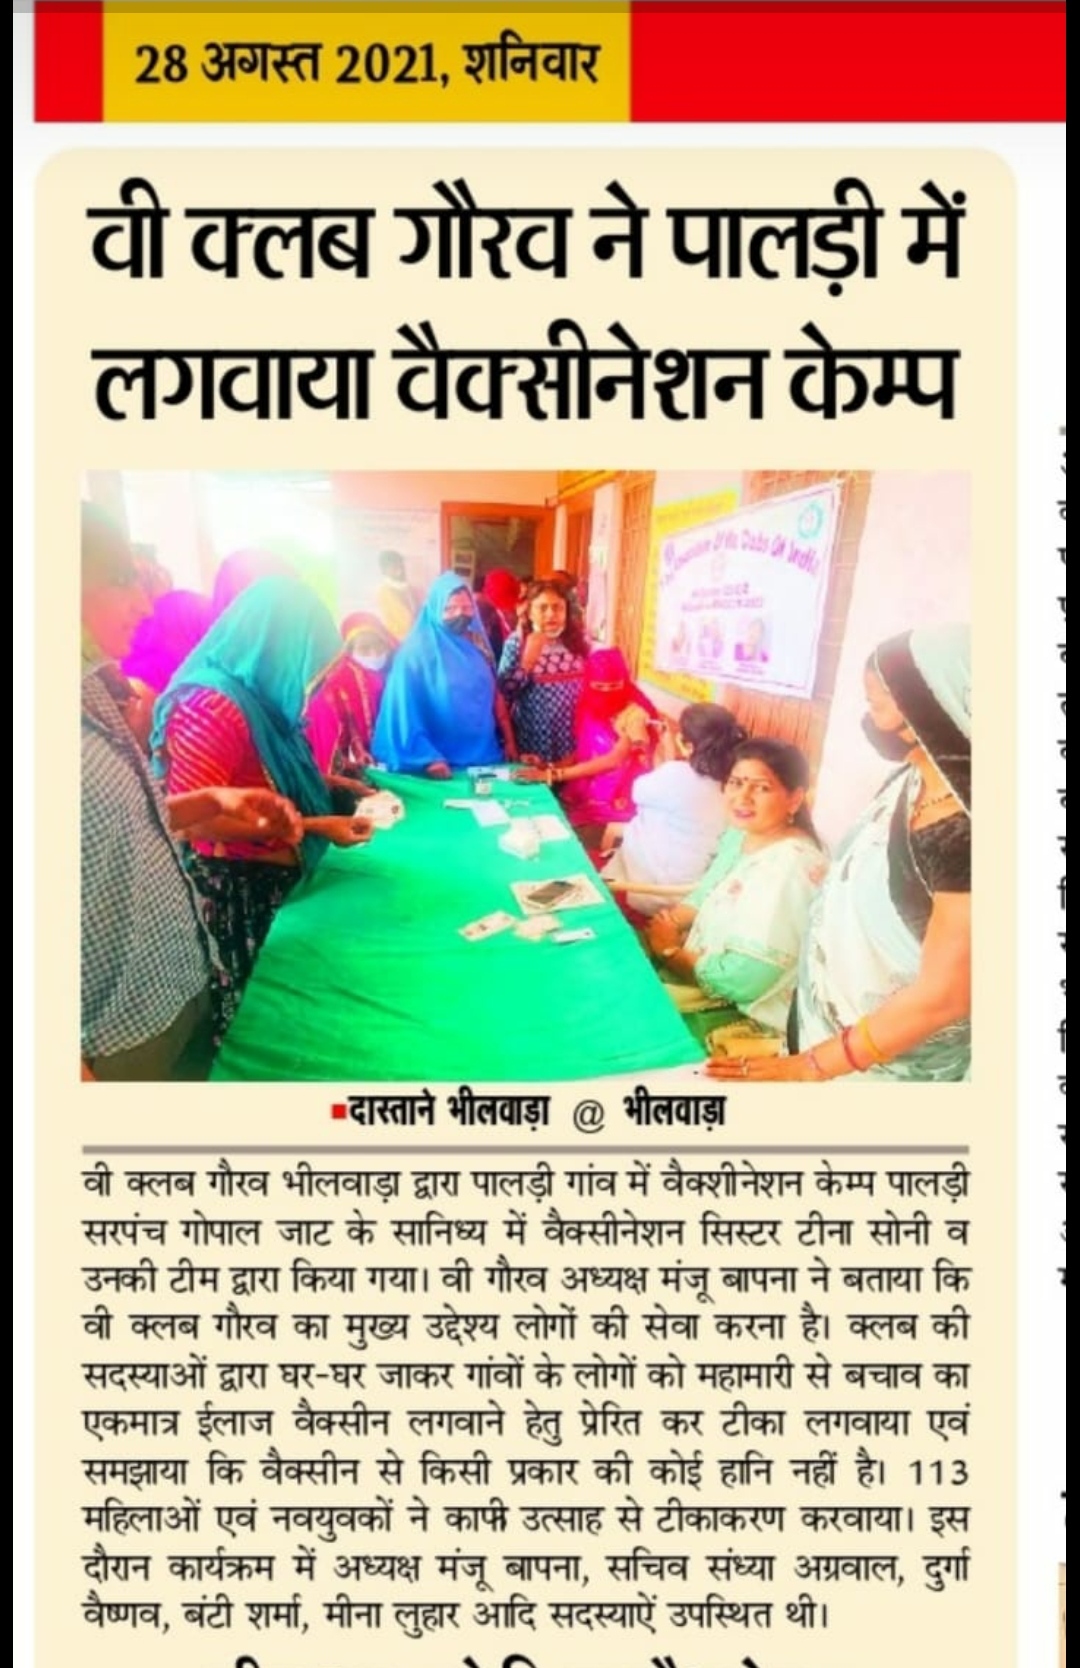 28 अगस्त 2021, शनिवार
वी क्लब गौरव ने पालड़ी में
लगवाया वैक्सीनेशन केम्प
Of India
■दास्ताने भीलवाड़ा @ भीलवाड़ा
वी क्लब गौरव भीलवाड़ा द्वारा पालड़ी गांव में वैक्शीनेशन केम्प पालड़ी
सरपंच गोपाल जाट के सानिध्य में वैक्सीनेशन सिस्टर टीना सोनी व
उनकी टीम द्वारा किया गया। वी गौरव अध्यक्ष मंजू बापना ने बताया कि
वी क्लब गौरव का मुख्य उद्देश्य लोगों की सेवा करना है। क्लब की
सदस्याओं द्वारा घर-घर जाकर गांवों के लोगों को महामारी से बचाव का
एकमात्र ईलाज वैक्सीन लगवाने हेतु प्रेरित कर टीका लगवाया एवं
समझाया कि वैक्सीन से किसी प्रकार की कोई हानि नहीं है। 113
महिलाओं एवं नवयुवकों ने काफी उत्साह से टीकाकरण करवाया। इस
दौरान कार्यक्रम में अध्यक्ष मंजू बापना, सचिव संध्या अग्रवाल, दुर्गा
वैष्णव, बंटी शर्मा, मीना लुहार आदि सदस्याऐं उपस्थित थी।